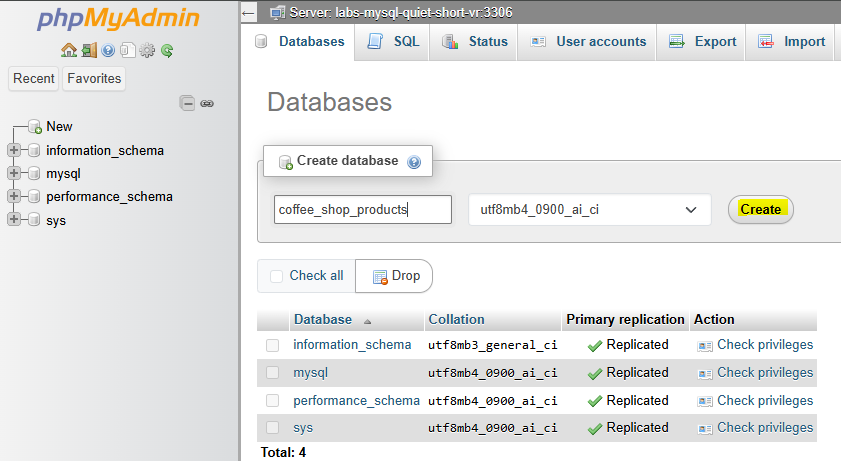 phpMyAdmin
Recent Favorites
New
information_schema
mysql
performance_schema
sys
Server: labs-mysql-quiet-short-vr:3306
Databases SQL Status User accounts Export Import
Databases
Create database
coffee_shop_products utf8mb4_0900_ai_ci Create
Check all Drop
Database Collation Primary replication Action
information_schema utf8mb3_general_ci Replicated Check privileges
mysql utf8mb4_0900_ai_ci Replicated Check privileges
performance_schema utf8mb4_0900_ai_ci Replicated Check privileges
sys utf8mb4_0900_ai_ci Replicated Check privileges
Total: 4